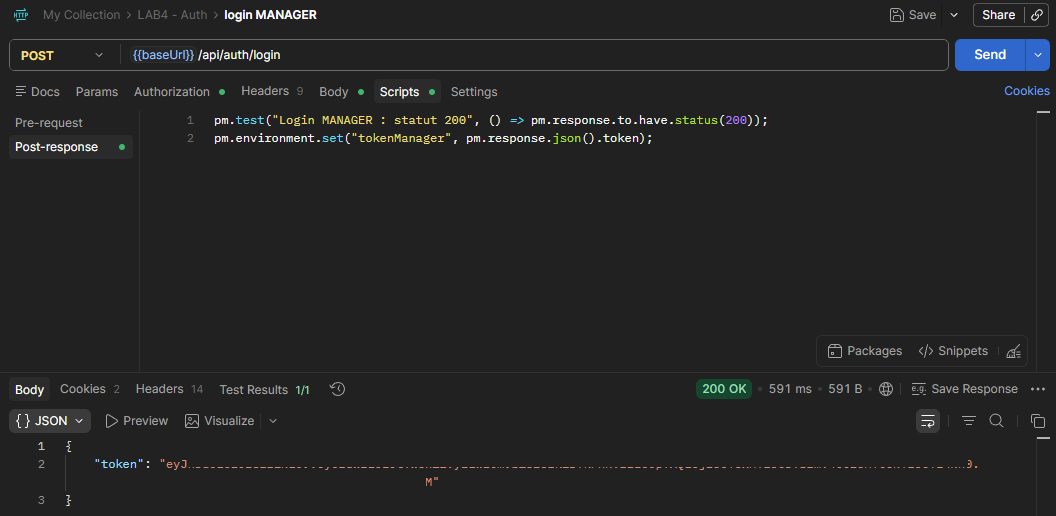 HTTP My Collection > LAB4 - Auth > login MANAGER Save Share
POST {{baseUrl}} /api/auth/login Send
Docs Params Authorization Headers 9 Body Scripts Settings Cookies
Pre-request
Post-response
1 pm.test("Login MANAGER : statut 200", () => pm.response.to.have.status(200));
2 pm.environment.set("tokenManager", pm.response.json().token);
Packages </> Snippets
Body Cookies 2 Headers 14 Test Results 1/1 200 OK • 591 ms • 591 B e.g. Save Response
{} JSON Preview Visualize
1 {
2 "token": "eyJ
M"
3 }